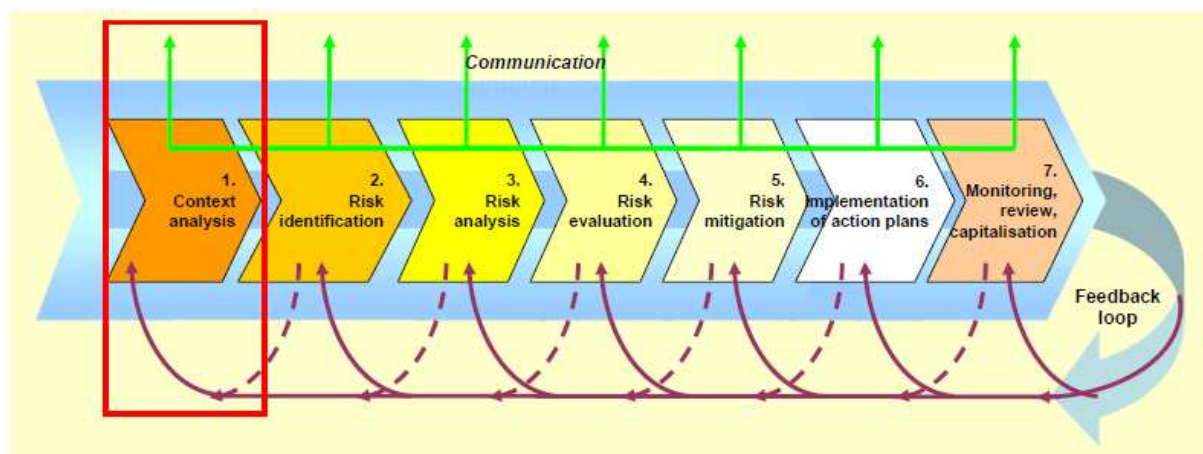 Communication
1.
Context
analysis
2.
Risk
identification
3.
Risk
analysis
4.
Risk
evaluation
5.
Risk
mitigation
6.
Implementation
of action plans
7.
Monitoring,
review,
capitalisation
Feedback
loop